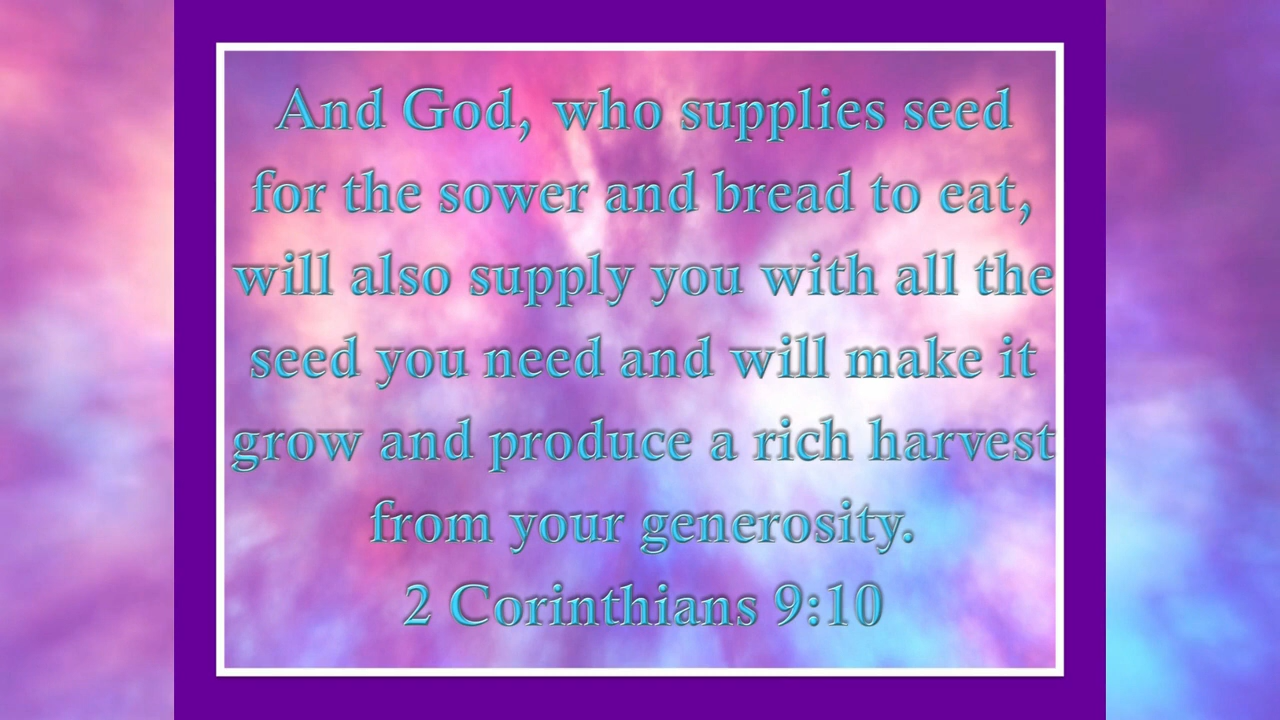 And God, who supplies seed
for the sower and bread to eat,
will also supply you with all the
seed you need and will make it
grow and produce a rich harvest
from your generosity.
2 Corinthians 9:10